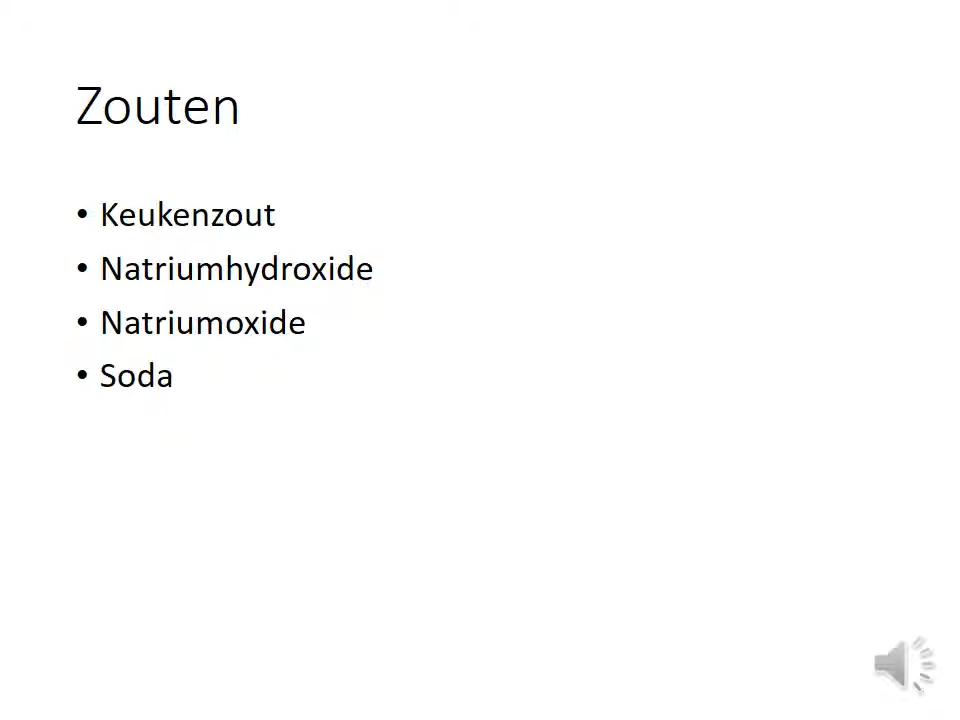 Zouten
• Keukenzout
• Natriumhydroxide
• Natriumoxide
• Soda